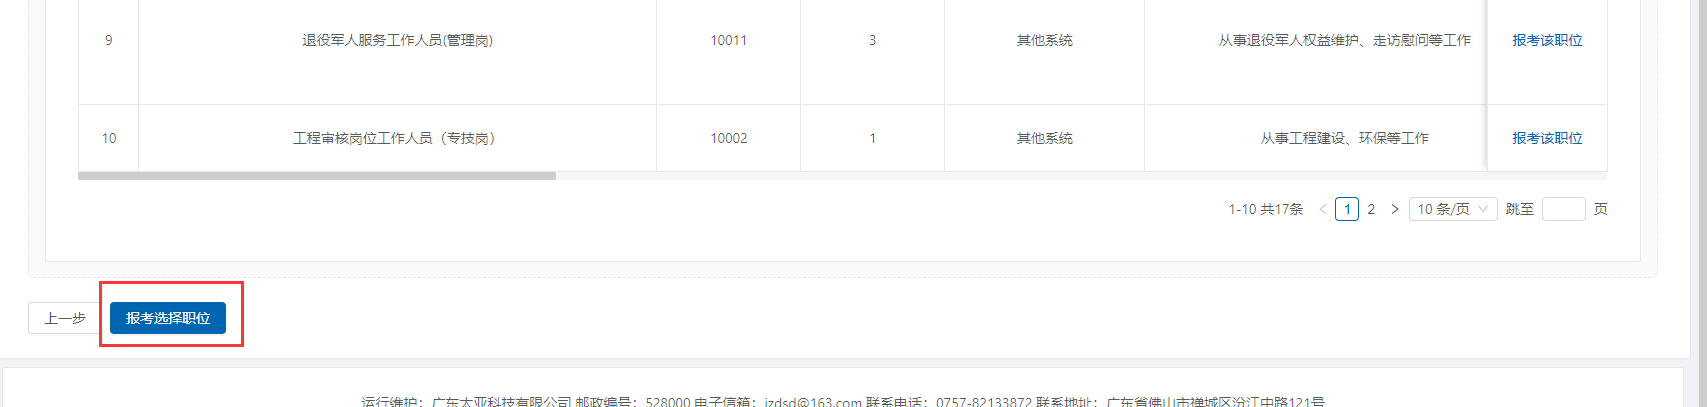 9 退役军人服务工作人员(管理岗) 10011 3 其他系统 从事退役军人权益维护、走访慰问等工作 报考该职位
10 工程审核岗位工作人员（专技岗） 10002 1 其他系统 从事工程建设、环保等工作 报考该职位
1-10 共17条 < 1 2 > 10 条/页 跳至 页
上一步 报考选择职位
运行维护：广东太亚科技有限公司 邮政编号：528000 电子信箱：jzdsd@163.com 联系电话：0757-82133872 联系地址：广东省佛山市禅城区汾江中路121号